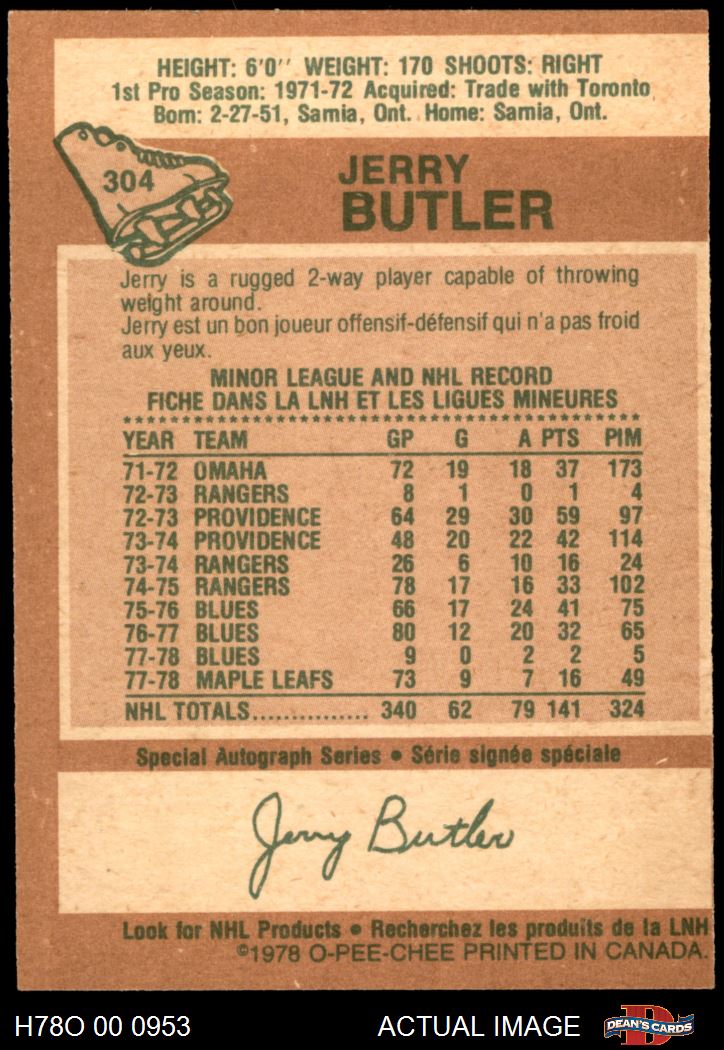 HEIGHT: 6'0'' WEIGHT: 170 SHOOTS: RIGHT
1st Pro Season: 1971-72 Acquired: Trade with Toronto
Born: 2-27-51, Sarnia, Ont. Home: Sarnia, Ont.
304
JERRY
BUTLER
Jerry is a rugged 2-way player capable of throwing
weight around.
Jerry est un bon joueur offensif-défensif qui n'a pas froid
aux yeux.
MINOR LEAGUE AND NHL RECORD
FICHE DANS LA LNH ET LES LIGUES MINEURES
YEAR TEAM GP G A PTS PIM
71-72 OMAHA 72 19 18 37 173
72-73 RANGERS 8 1 0 1 4
72-73 PROVIDENCE 64 29 30 59 97
73-74 PROVIDENCE 48 20 22 42 114
73-74 RANGERS 26 6 10 16 24
74-75 RANGERS 78 17 16 33 102
75-76 BLUES 66 17 24 41 75
76-77 BLUES 80 12 20 32 65
77-78 BLUES 9 0 2 2 5
77-78 MAPLE LEAFS 73 9 7 16 49
NHL TOTALS............... 340 62 79 141 324
Special Autograph Series • Série signée spéciale
Jerry Butler
Look for NHL Products • Recherchez les produits de la LNH
©1978 O-PEE-CHEE PRINTED IN CANADA.
H78O 00 0953 ACTUAL IMAGE D DEAN'S CARDS